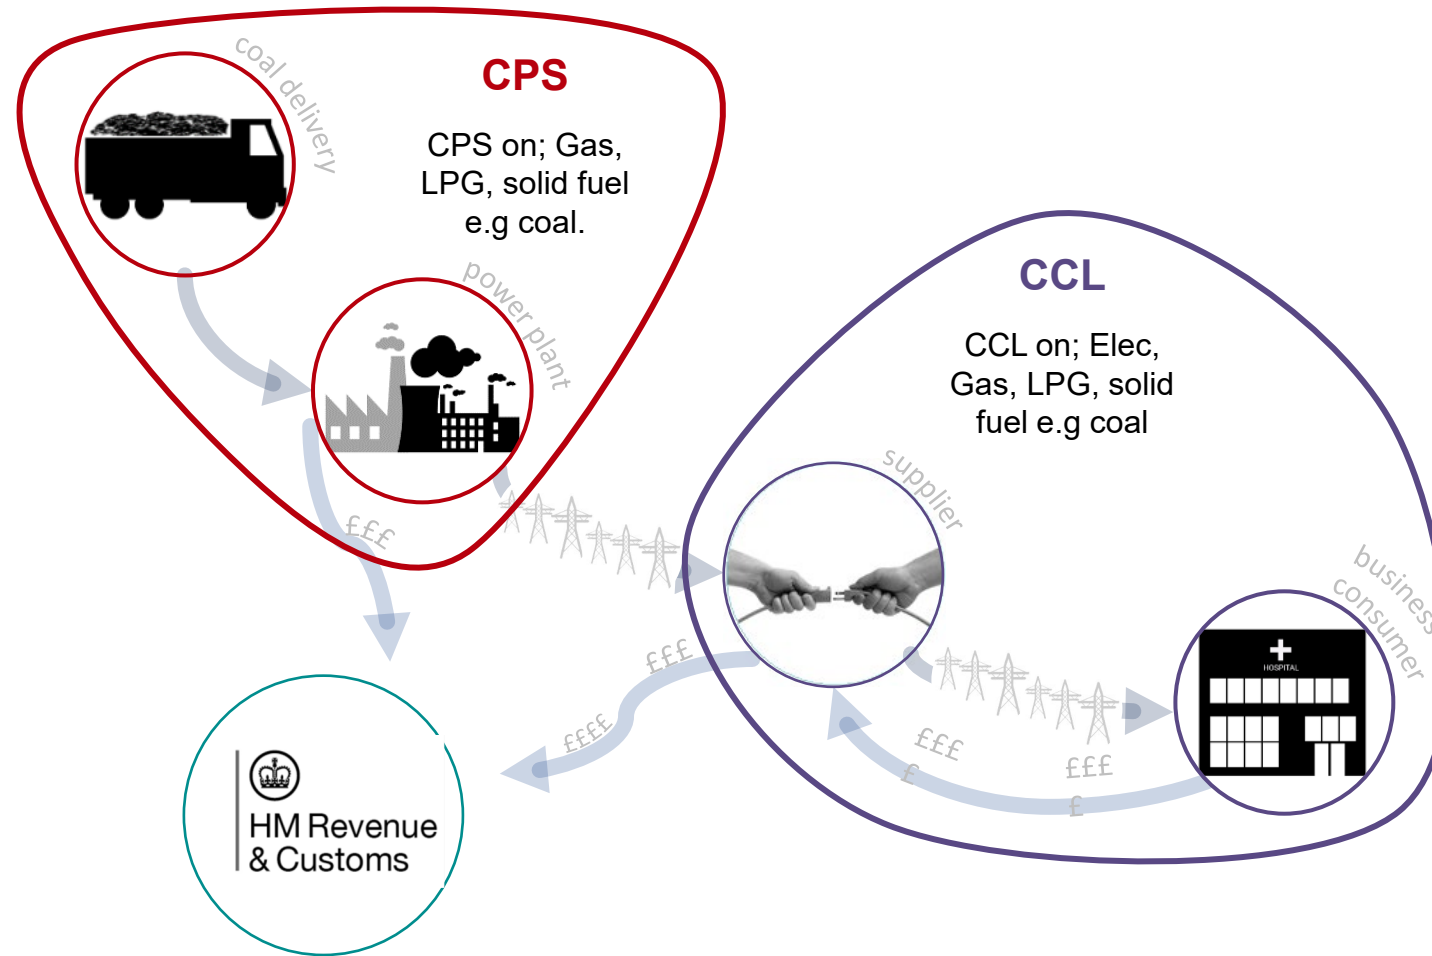 coal delivery
CPS
CPS on; Gas,
LPG, solid fuel
e.g coal.
power plant
£££
CCL
CCL on; Elec,
Gas, LPG, solid
fuel e.g coal
supplier
business
consumer
HOSPITAL
£££
££££
£££
£
£££
£
HM Revenue
& Customs